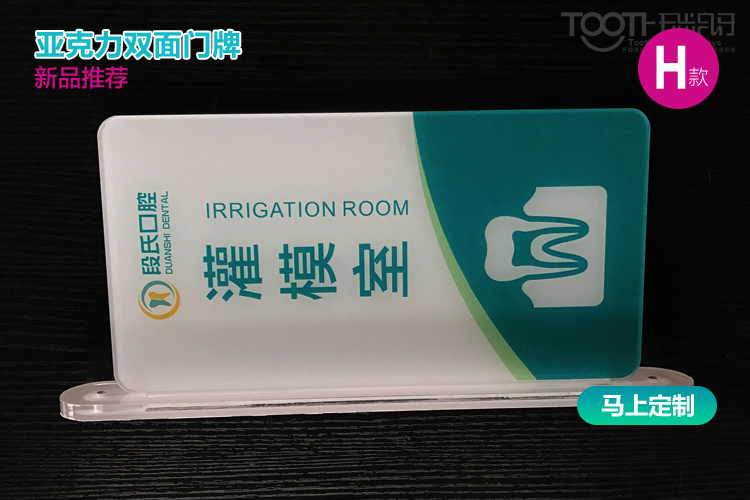 亚克力双面门牌
新品推荐
TOOTH
H款
段氏口腔
DUANSHI DENTAL
IRRIGATION ROOM
灌模室
马上定制